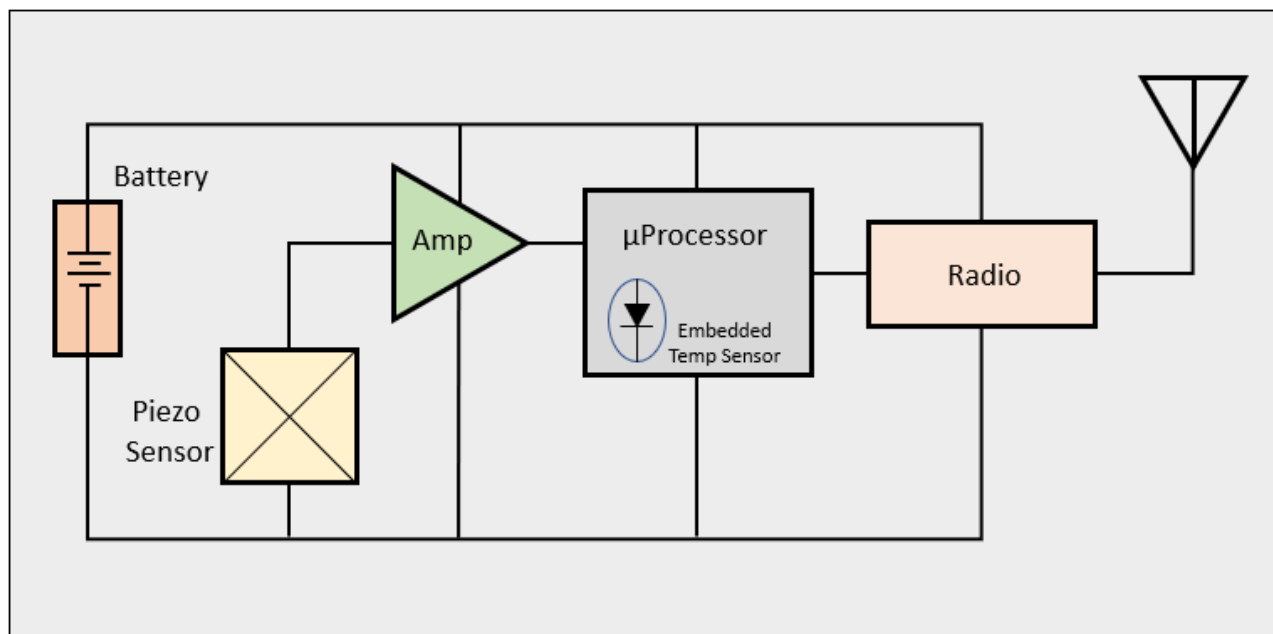 Battery
Amp
µProcessor
Embedded
Temp Sensor
Radio
Piezo
Sensor